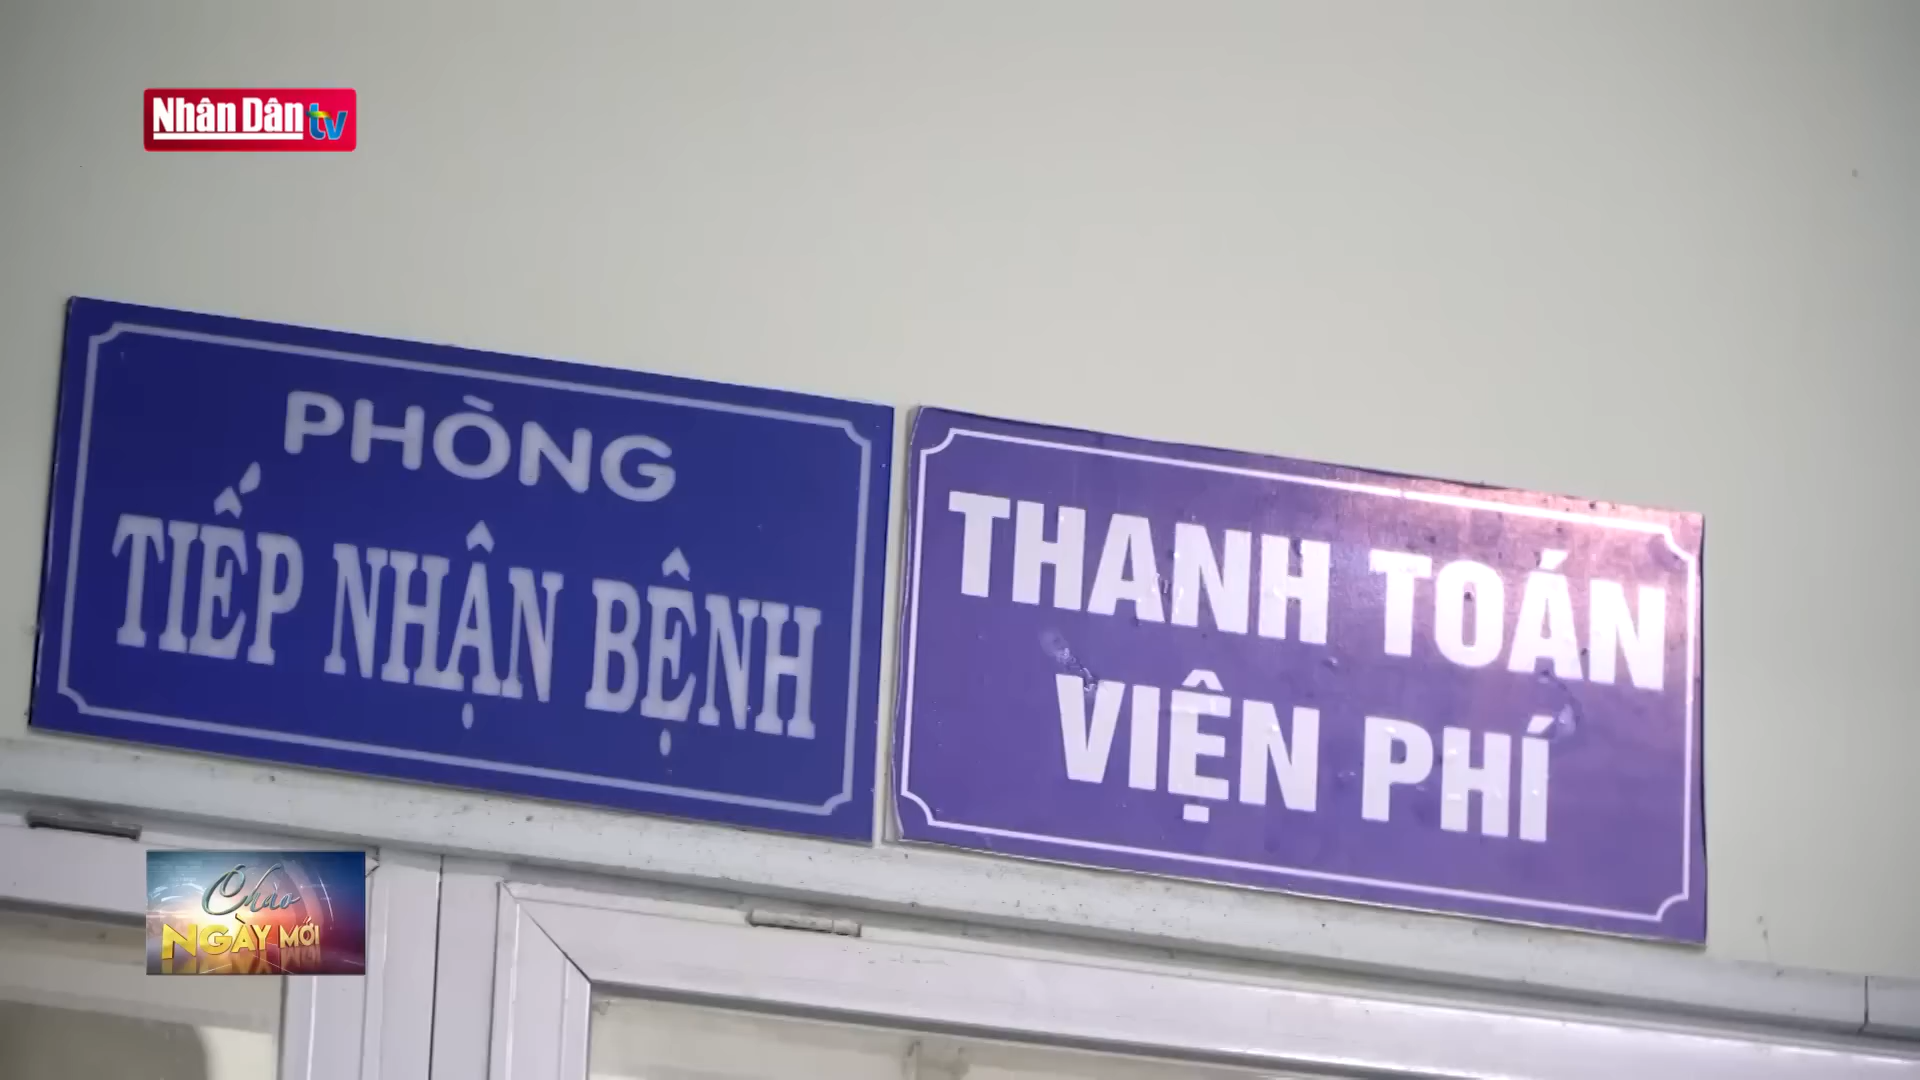 Nhân Dân tv
PHÒNG
TIẾP NHẬN BỆNH
THANH TOÁN
VIỆN PHÍ
Chào
NGÀY MỚI